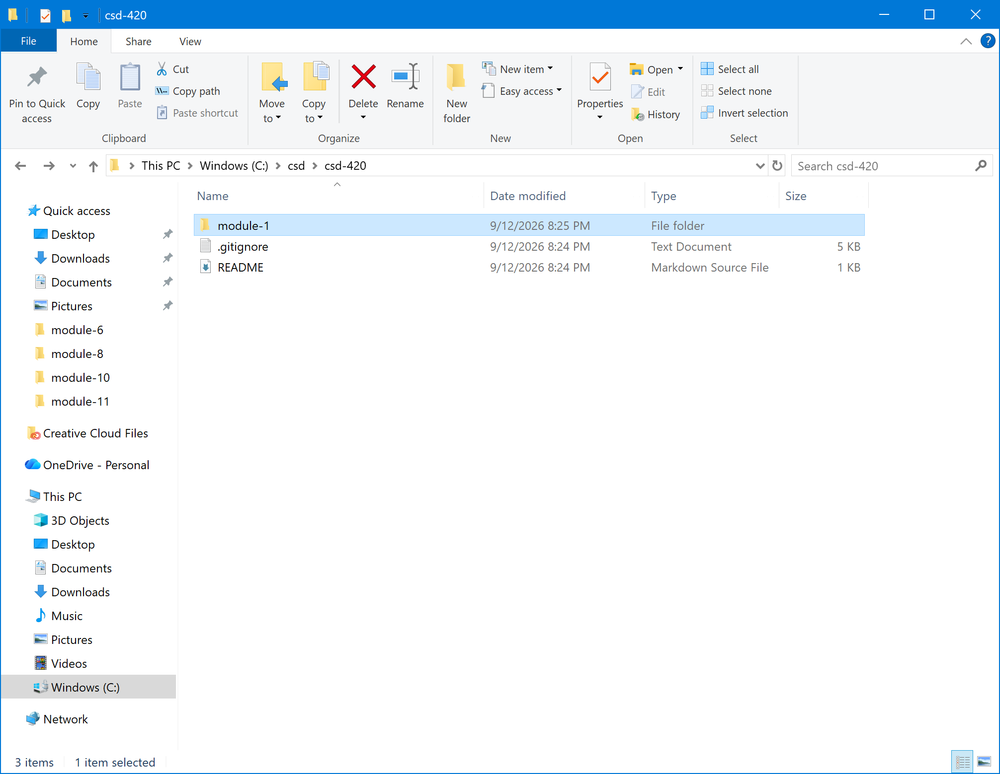 csd-420
File
Home
Share
View
?
Pin to Quick
access
Copy
Paste
Cut
Copy path
Paste shortcut
Clipboard
Move
to
Copy
to
Delete
Rename
Organize
New
folder
New item
Easy access
New
Properties
Open
Edit
History
Open
Select all
Select none
Invert selection
Select
This PC
Windows (C:)
csd
csd-420
Search csd-420
Name
Date modified
Type
Size
module-1
9/12/2026 8:25 PM
File folder
.gitignore
9/12/2026 8:24 PM
Text Document
5 KB
README
9/12/2026 8:24 PM
Markdown Source File
1 KB
Quick access
Desktop
Downloads
Documents
Pictures
module-6
module-8
module-10
module-11
Creative Cloud Files
OneDrive - Personal
This PC
3D Objects
Desktop
Documents
Downloads
Music
Pictures
Videos
Windows (C:)
Network
3 items
1 item selected